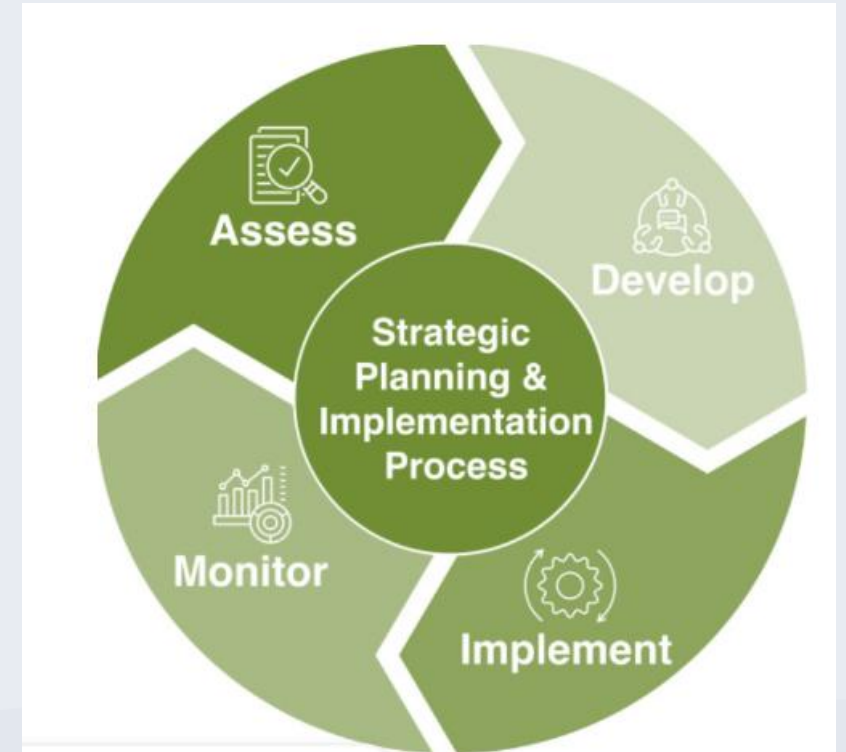 Assess
Develop
Strategic
Planning &
Implementation
Process
Monitor
Implement